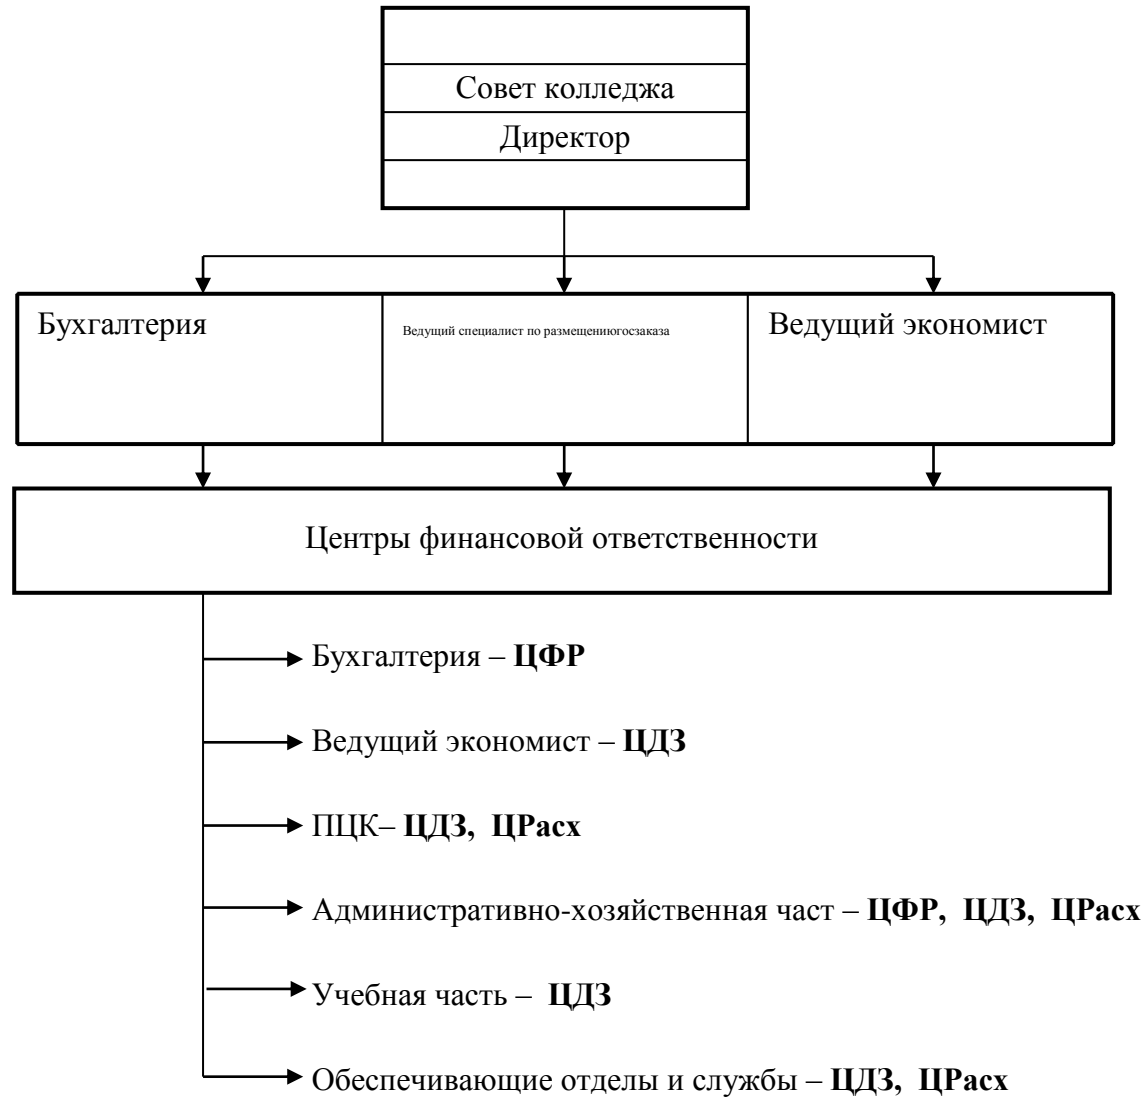 Совет колледжа
Директор
Бухгалтерия
Ведущий специалист по размещениюгосзаказа
Ведущий экономист
Центры финансовой ответственности
Бухгалтерия – ЦФР
Ведущий экономист – ЦДЗ
ПЦК– ЦДЗ, ЦРасх
Административно-хозяйственная част – ЦФР, ЦДЗ, ЦРасх
Учебная часть – ЦДЗ
Обеспечивающие отделы и службы – ЦДЗ, ЦРасх